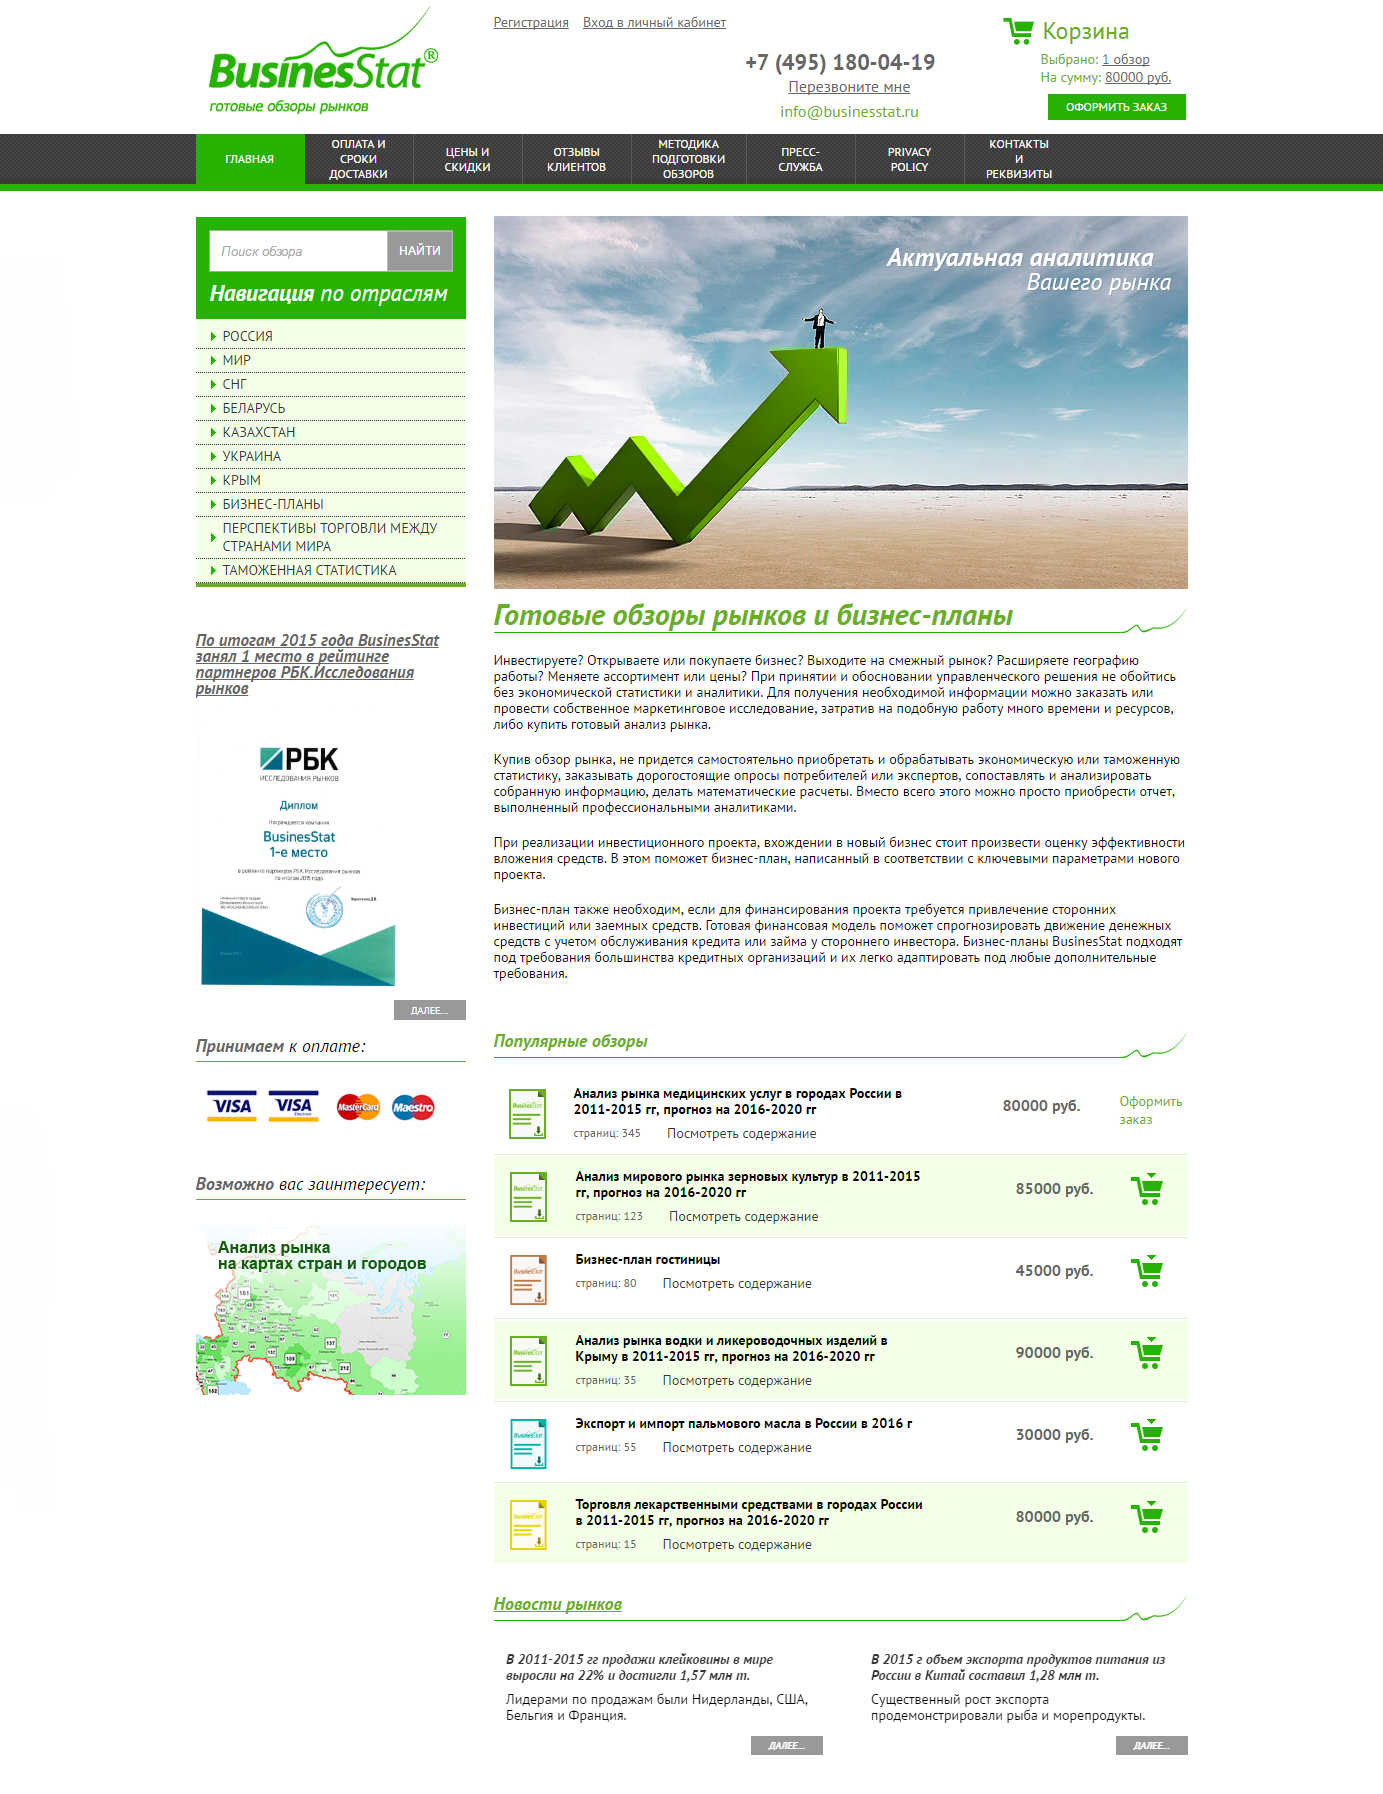 Регистрация Вход в личный кабинет
BusinesStat®
готовые обзоры рынков
+7 (495) 180-04-19
Перезвоните мне
info@businesstat.ru
Корзина
Выбрано: 1 обзор
На сумму: 80000 руб.
ОФОРМИТЬ ЗАКАЗ
ГЛАВНАЯ
ОПЛАТА И
СРОКИ
ДОСТАВКИ
ЦЕНЫ И
СКИДКИ
ОТЗЫВЫ
КЛИЕНТОВ
МЕТОДИКА
ПОДГОТОВКИ
ОБЗОРОВ
ПРЕСС-
СЛУЖБА
PRIVACY
POLICY
КОНТАКТЫ
И
РЕКВИЗИТЫ
Поиск обзора
НАЙТИ
Навигация по отраслям
РОССИЯ
МИР
СНГ
БЕЛАРУСЬ
КАЗАХСТАН
УКРАИНА
КРЫМ
БИЗНЕС-ПЛАНЫ
ПЕРСПЕКТИВЫ ТОРГОВЛИ МЕЖДУ
СТРАНАМИ МИРА
ТАМОЖЕННАЯ СТАТИСТИКА
По итогам 2015 года BusinesStat
занял 1 место в рейтинге
партнеров РБК.Исследования
рынков
РБК
ИССЛЕДОВАНИЯ РЫНКОВ
Диплом
Награждается компания
BusinesStat
1-е место
в рейтинге партнеров РБК. Исследования рынков
по итогам 2015 года
ДАЛЕЕ...
Принимаем к оплате:
VISA
VISA
Electron
MasterCard
Maestro
Возможно вас заинтересует:
Анализ рынка
на картах стран и городов
Актуальная аналитика
Вашего рынка
Готовые обзоры рынков и бизнес-планы
Инвестируете? Открываете или покупаете бизнес? Выходите на смежный рынок? Расширяете географию
работы? Меняете ассортимент или цены? При принятии и обосновании управленческого решения не обойтись
без экономической статистики и аналитики. Для получения необходимой информации можно заказать или
провести собственное маркетинговое исследование, затратив на подобную работу много времени и ресурсов,
либо купить готовый анализ рынка.
Купив обзор рынка, не придется самостоятельно приобретать и обрабатывать экономическую или таможенную
статистику, заказывать дорогостоящие опросы потребителей или экспертов, сопоставлять и анализировать
собранную информацию, делать математические расчеты. Вместо всего этого можно просто приобрести отчет,
выполненный профессиональными аналитиками.
При реализации инвестиционного проекта, вхождении в новый бизнес стоит произвести оценку эффективности
вложения средств. В этом поможет бизнес-план, написанный в соответствии с ключевыми параметрами нового
проекта.
Бизнес-план также необходим, если для финансирования проекта требуется привлечение сторонних
инвестиций или заемных средств. Готовая финансовая модель поможет спрогнозировать движение денежных
средств с учетом обслуживания кредита или займа у стороннего инвестора. Бизнес-планы BusinesStat подходят
под требования большинства кредитных организаций и их легко адаптировать под любые дополнительные
требования.
Популярные обзоры
Анализ рынка медицинских услуг в городах России в
2011-2015 гг, прогноз на 2016-2020 гг
страниц: 345 Посмотреть содержание
80000 руб.
Оформить
заказ
Анализ мирового рынка зерновых культур в 2011-2015
гг, прогноз на 2016-2020 гг
страниц: 123 Посмотреть содержание
85000 руб.
Бизнес-план гостиницы
страниц: 80 Посмотреть содержание
45000 руб.
Анализ рынка водки и ликероводочных изделий в
Крыму в 2011-2015 гг, прогноз на 2016-2020 гг
страниц: 35 Посмотреть содержание
90000 руб.
Экспорт и импорт пальмового масла в России в 2016 г
страниц: 55 Посмотреть содержание
30000 руб.
Торговля лекарственными средствами в городах России
в 2011-2015 гг, прогноз на 2016-2020 гг
страниц: 15 Посмотреть содержание
80000 руб.
Новости рынков
В 2011-2015 гг продажи клейковины в мире
выросли на 22% и достигли 1,57 млн т.
Лидерами по продажам были Нидерланды, США,
Бельгия и Франция.
ДАЛЕЕ...
В 2015 г объем экспорта продуктов питания из
России в Китай составил 1,28 млн т.
Существенный рост экспорта
продемонстрировали рыба и морепродукты.
ДАЛЕЕ...